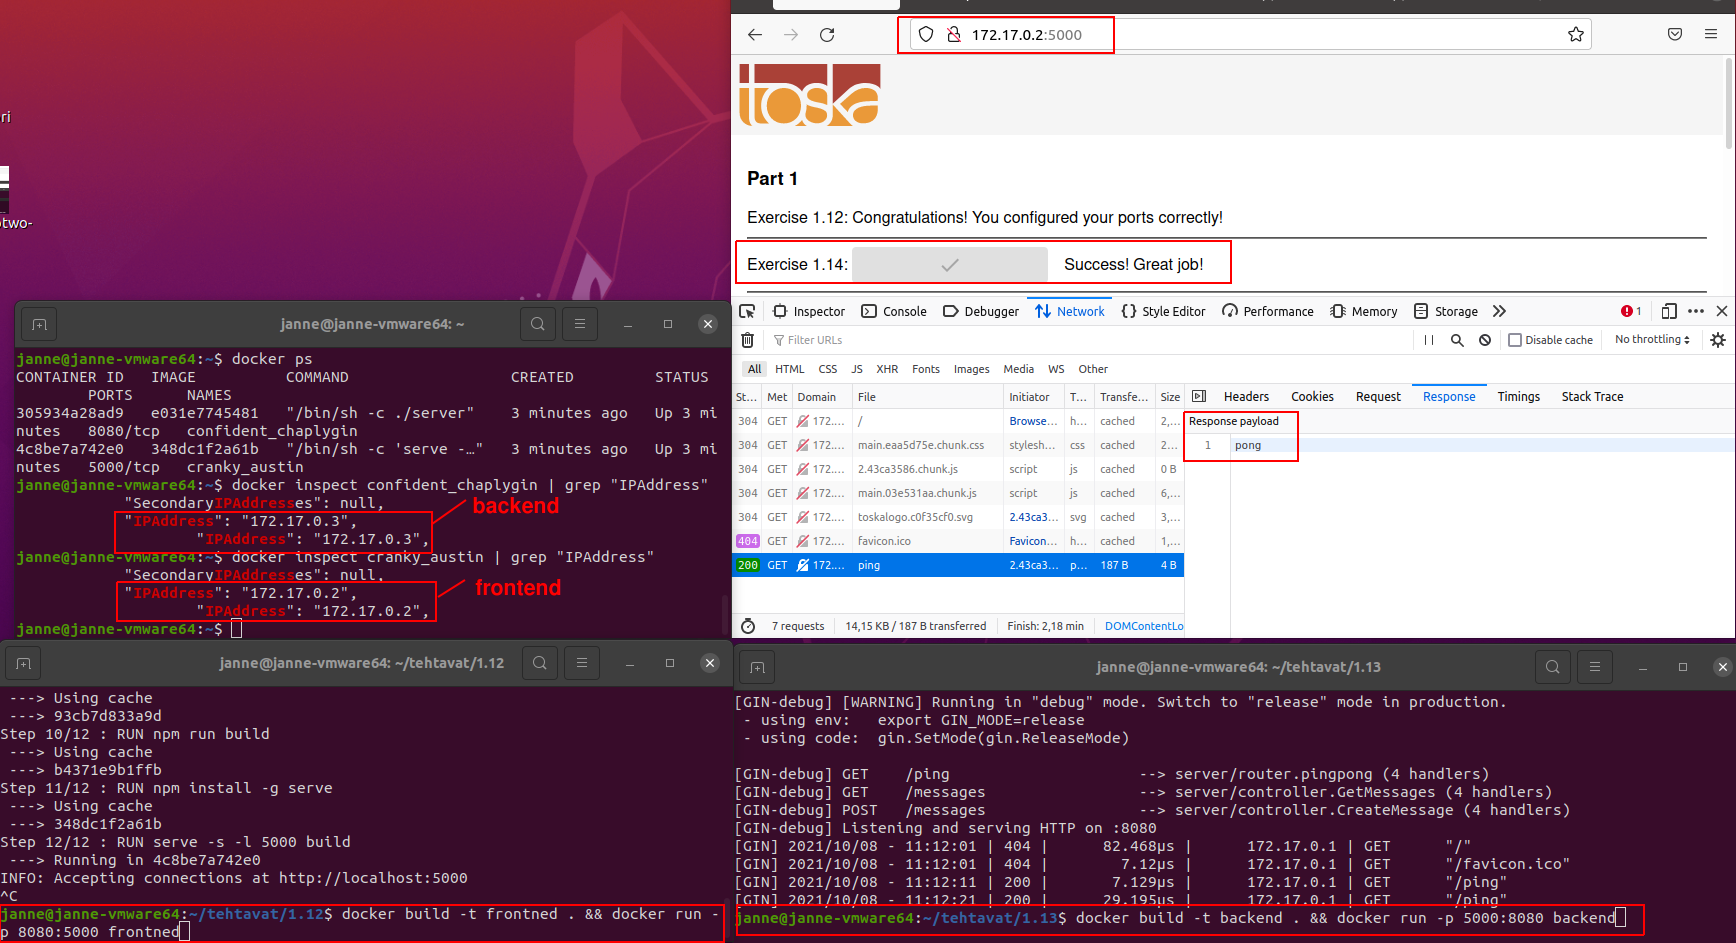 ri
otwo-
172.17.0.2:5000
toska
Part 1
Exercise 1.12: Congratulations! You configured your ports correctly!
Exercise 1.14: Success! Great job!
Inspector Console Debugger Network Style Editor Performance Memory Storage 1
Filter URLs Disable cache No throttling
All HTML CSS JS XHR Fonts Images Media WS Other
St… Met Domain File Initiator T… Transfe… Size Headers Cookies Request Response Timings Stack Trace
304 GET 172.… / Browse… h… cached 2,…
304 GET 172.… main.eaa5d75e.chunk.css stylesh… css cached 2…
304 GET 172.… 2.43ca3586.chunk.js script js cached 0 B
304 GET 172.… main.03e531aa.chunk.js script js cached 6,…
304 GET 172.… toskalogo.c0f35cf0.svg 2.43ca3… svg cached 3,…
404 GET 172.… favicon.ico Favicon… h… cached 1,…
200 GET 172.… ping 2.43ca3… p… 187 B 4 B
Response payload
1 pong
7 requests 14,15 KB / 187 B transferred Finish: 2,18 min DOMContentLo
janne@janne-vmware64: ~
janne@janne-vmware64:~$ docker ps
CONTAINER ID   IMAGE          COMMAND                  CREATED         STATUS
        PORTS      NAMES
305934a28ad9   e031e7745481   "/bin/sh -c ./server"    3 minutes ago   Up 3 mi
nutes   8080/tcp   confident_chaplygin
4c8be7a742e0   348dc1f2a61b   "/bin/sh -c 'serve -…"   3 minutes ago   Up 3 mi
nutes   5000/tcp   cranky_austin
janne@janne-vmware64:~$ docker inspect confident_chaplygin | grep "IPAddress"
            "SecondaryIPAddresses": null,
            "IPAddress": "172.17.0.3",
                    "IPAddress": "172.17.0.3",
backend
janne@janne-vmware64:~$ docker inspect cranky_austin | grep "IPAddress"
            "SecondaryIPAddresses": null,
            "IPAddress": "172.17.0.2",
                    "IPAddress": "172.17.0.2",
frontend
janne@janne-vmware64:~$
janne@janne-vmware64: ~/tehtavat/1.12
 ---> Using cache
 ---> 93cb7d833a9d
Step 10/12 : RUN npm run build
 ---> Using cache
 ---> b4371e9b1ffb
Step 11/12 : RUN npm install -g serve
 ---> Using cache
 ---> 348dc1f2a61b
Step 12/12 : RUN serve -s -l 5000 build
 ---> Running in 4c8be7a742e0
INFO: Accepting connections at http://localhost:5000
^C
janne@janne-vmware64:~/tehtavat/1.12$ docker build -t frontned . && docker run -
p 8080:5000 frontned
janne@janne-vmware64: ~/tehtavat/1.13
[GIN-debug] [WARNING] Running in "debug" mode. Switch to "release" mode in production.
 - using env:   export GIN_MODE=release
 - using code:  gin.SetMode(gin.ReleaseMode)
[GIN-debug] GET    /ping                     --> server/router.pingpong (4 handlers)
[GIN-debug] GET    /messages                 --> server/controller.GetMessages (4 handlers)
[GIN-debug] POST   /messages                 --> server/controller.CreateMessage (4 handlers)
[GIN-debug] Listening and serving HTTP on :8080
[GIN] 2021/10/08 - 11:12:01 | 404 |      82.468µs |      172.17.0.1 | GET      "/"
[GIN] 2021/10/08 - 11:12:01 | 404 |        7.12µs |      172.17.0.1 | GET      "/favicon.ico"
[GIN] 2021/10/08 - 11:12:11 | 200 |       7.129µs |      172.17.0.1 | GET      "/ping"
[GIN] 2021/10/08 - 11:12:21 | 200 |      29.195µs |      172.17.0.1 | GET      "/ping"
janne@janne-vmware64:~/tehtavat/1.13$ docker build -t backend . && docker run -p 5000:8080 backend